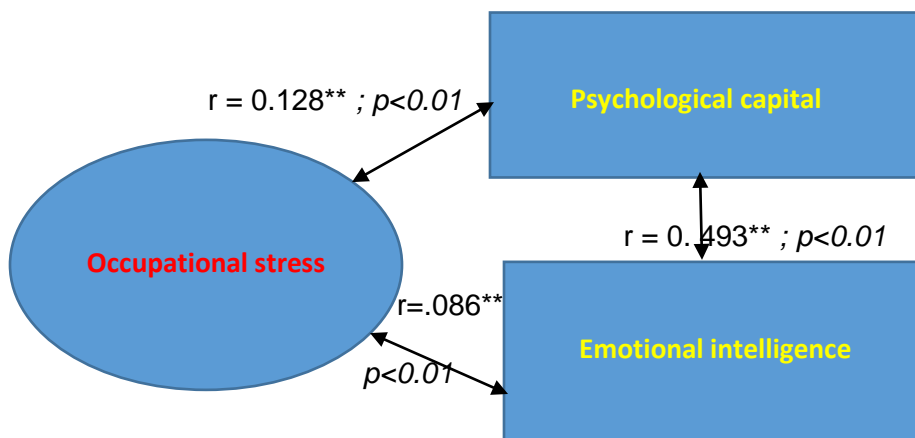 r = 0.128** ; p<0.01
Psychological capital
r = 0. 493** ; p<0.01
Occupational stress
r=.086**
p<0.01
Emotional intelligence